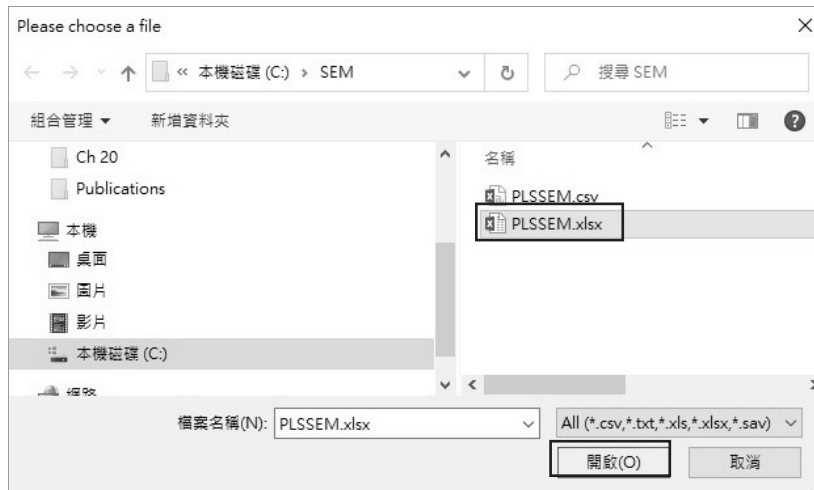 Please choose a file
« 本機磁碟 (C:) › SEM
搜尋 SEM
組合管理
新增資料夾
Ch 20
Publications
本機
桌面
圖片
影片
本機磁碟 (C:)
網路
名稱
PLSSEM.csv
PLSSEM.xlsx
檔案名稱(N): PLSSEM.xlsx
All (*.csv,*.txt,*.xls,*.xlsx,*.sav)
開啟(O)
取消